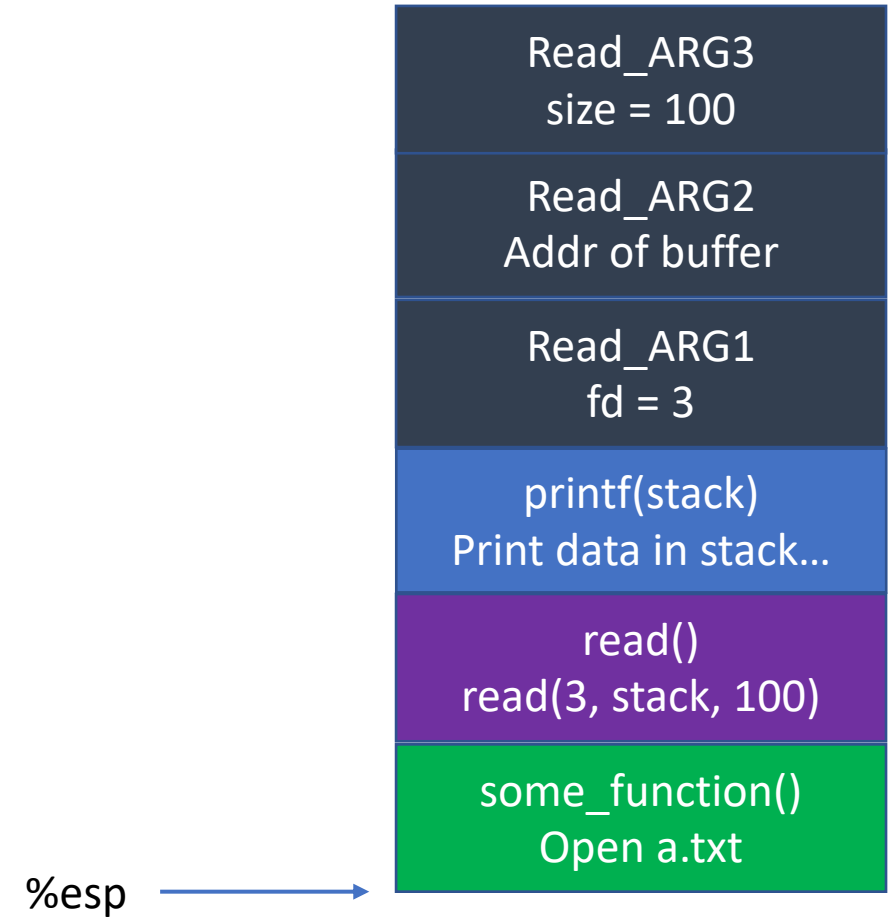 Read_ARG3
size = 100
Read_ARG2
Addr of buffer
Read_ARG1
fd = 3
printf(stack)
Print data in stack…
read()
read(3, stack, 100)
some_function()
Open a.txt
%esp